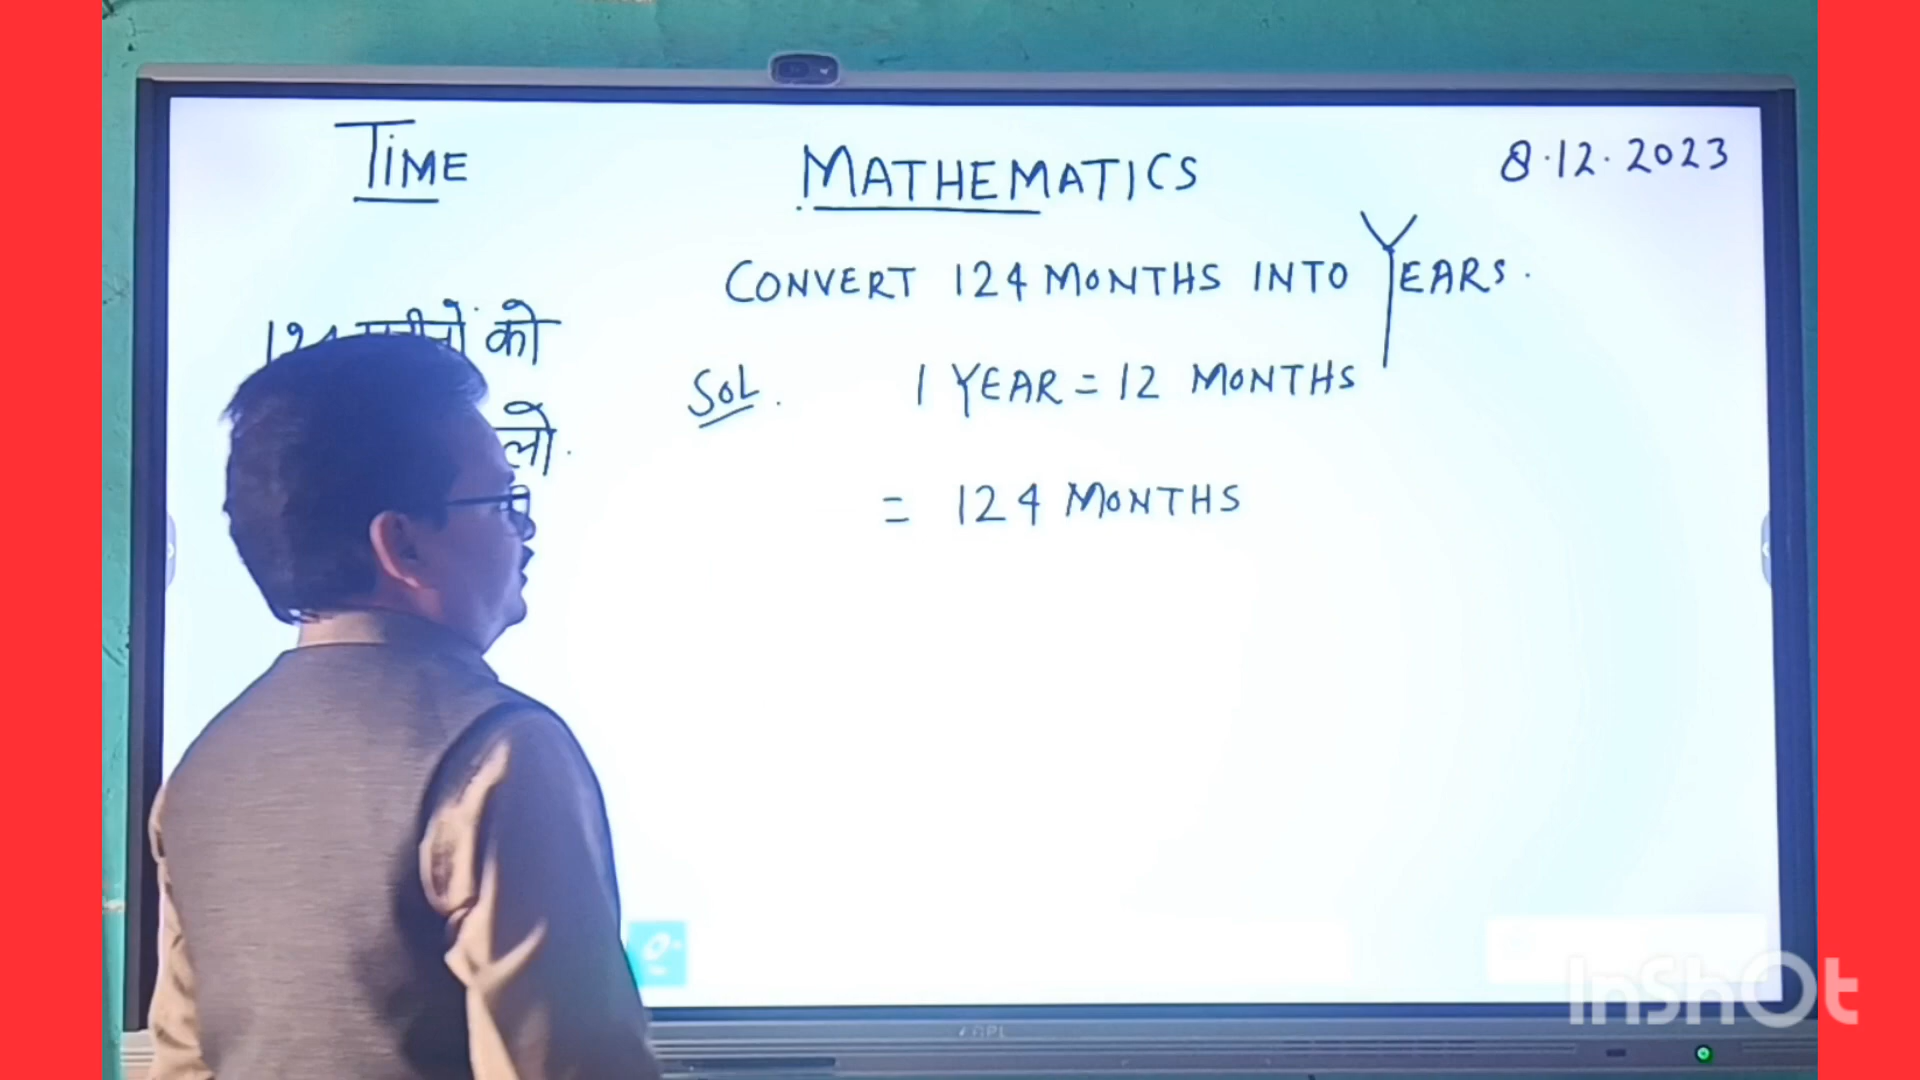 TIME
MATHEMATICS
8.12.2023
CONVERT 124 MONTHS INTO YEARS.
को
लो.
SOL.
1 YEAR = 12 MONTHS
= 124 MONTHS
InShOt